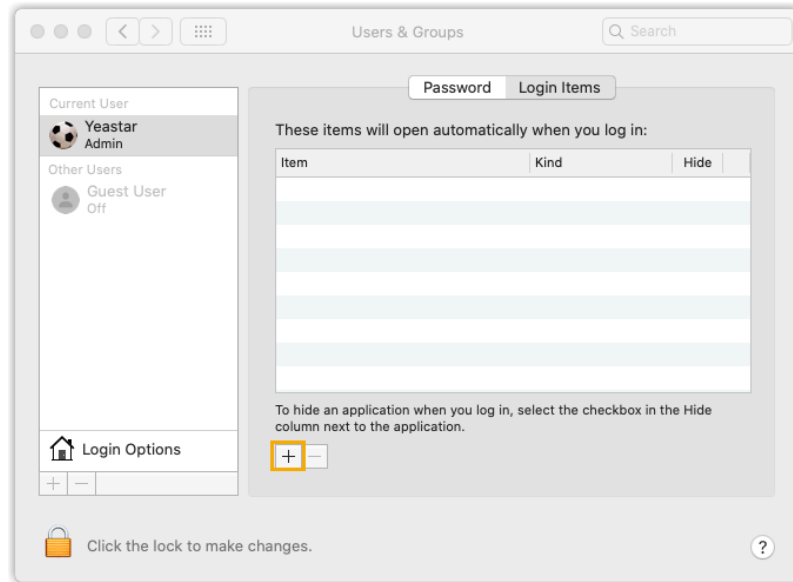 Users & Groups
Search
Password Login Items
Current User
Yeastar
Admin
Other Users
Guest User
Off
Login Options
These items will open automatically when you log in:
Item Kind Hide
To hide an application when you log in, select the checkbox in the Hide
column next to the application.
Click the lock to make changes.
?